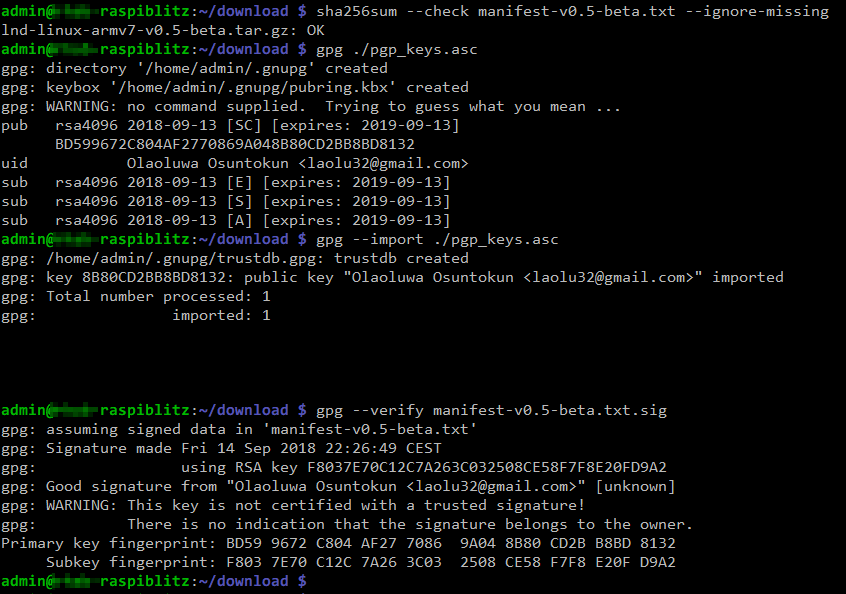 admin@ raspiblitz:~/download $ sha256sum --check manifest-v0.5-beta.txt --ignore-missing
lnd-linux-armv7-v0.5-beta.tar.gz: OK
admin@ raspiblitz:~/download $ gpg ./pgp_keys.asc
gpg: directory '/home/admin/.gnupg' created
gpg: keybox '/home/admin/.gnupg/pubring.kbx' created
gpg: WARNING: no command supplied.  Trying to guess what you mean ...
pub   rsa4096 2018-09-13 [SC] [expires: 2019-09-13]
      BD599672C804AF2770869A048B80CD2BB8BD8132
uid           Olaoluwa Osuntokun <laolu32@gmail.com>
sub   rsa4096 2018-09-13 [E] [expires: 2019-09-13]
sub   rsa4096 2018-09-13 [S] [expires: 2019-09-13]
sub   rsa4096 2018-09-13 [A] [expires: 2019-09-13]
admin@ raspiblitz:~/download $ gpg --import ./pgp_keys.asc
gpg: /home/admin/.gnupg/trustdb.gpg: trustdb created
gpg: key 8B80CD2BB8BD8132: public key "Olaoluwa Osuntokun <laolu32@gmail.com>" imported
gpg: Total number processed: 1
gpg:               imported: 1
admin@ raspiblitz:~/download $ gpg --verify manifest-v0.5-beta.txt.sig
gpg: assuming signed data in 'manifest-v0.5-beta.txt'
gpg: Signature made Fri 14 Sep 2018 22:26:49 CEST
gpg:                using RSA key F8037E70C12C7A263C032508CE58F7F8E20FD9A2
gpg: Good signature from "Olaoluwa Osuntokun <laolu32@gmail.com>" [unknown]
gpg: WARNING: This key is not certified with a trusted signature!
gpg:          There is no indication that the signature belongs to the owner.
Primary key fingerprint: BD59 9672 C804 AF27 7086  9A04 8B80 CD2B B8BD 8132
     Subkey fingerprint: F803 7E70 C12C 7A26 3C03  2508 CE58 F7F8 E20F D9A2
admin@ raspiblitz:~/download $